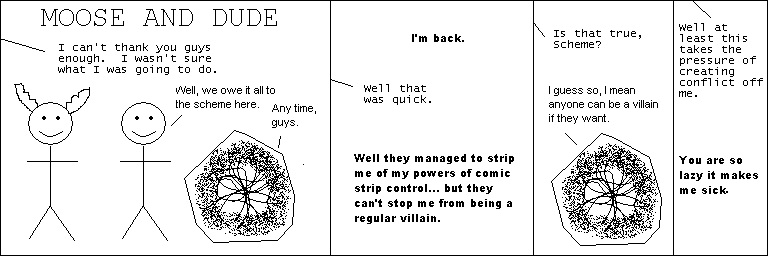 MOOSE AND DUDE
I can't thank you guys
enough. I wasn't sure
what I was going to do.
Well, we owe it all to
the scheme here.
Any time,
guys.
I'm back.
Well that
was quick.
Well they managed to strip
me of my powers of comic
strip control... but they
can't stop me from being a
regular villain.
Is that true,
Scheme?
I guess so, I mean
anyone can be a villain
if they want.
Well at
least this
takes the
pressure of
creating
conflict off
me.
You are so
lazy it makes
me sick.